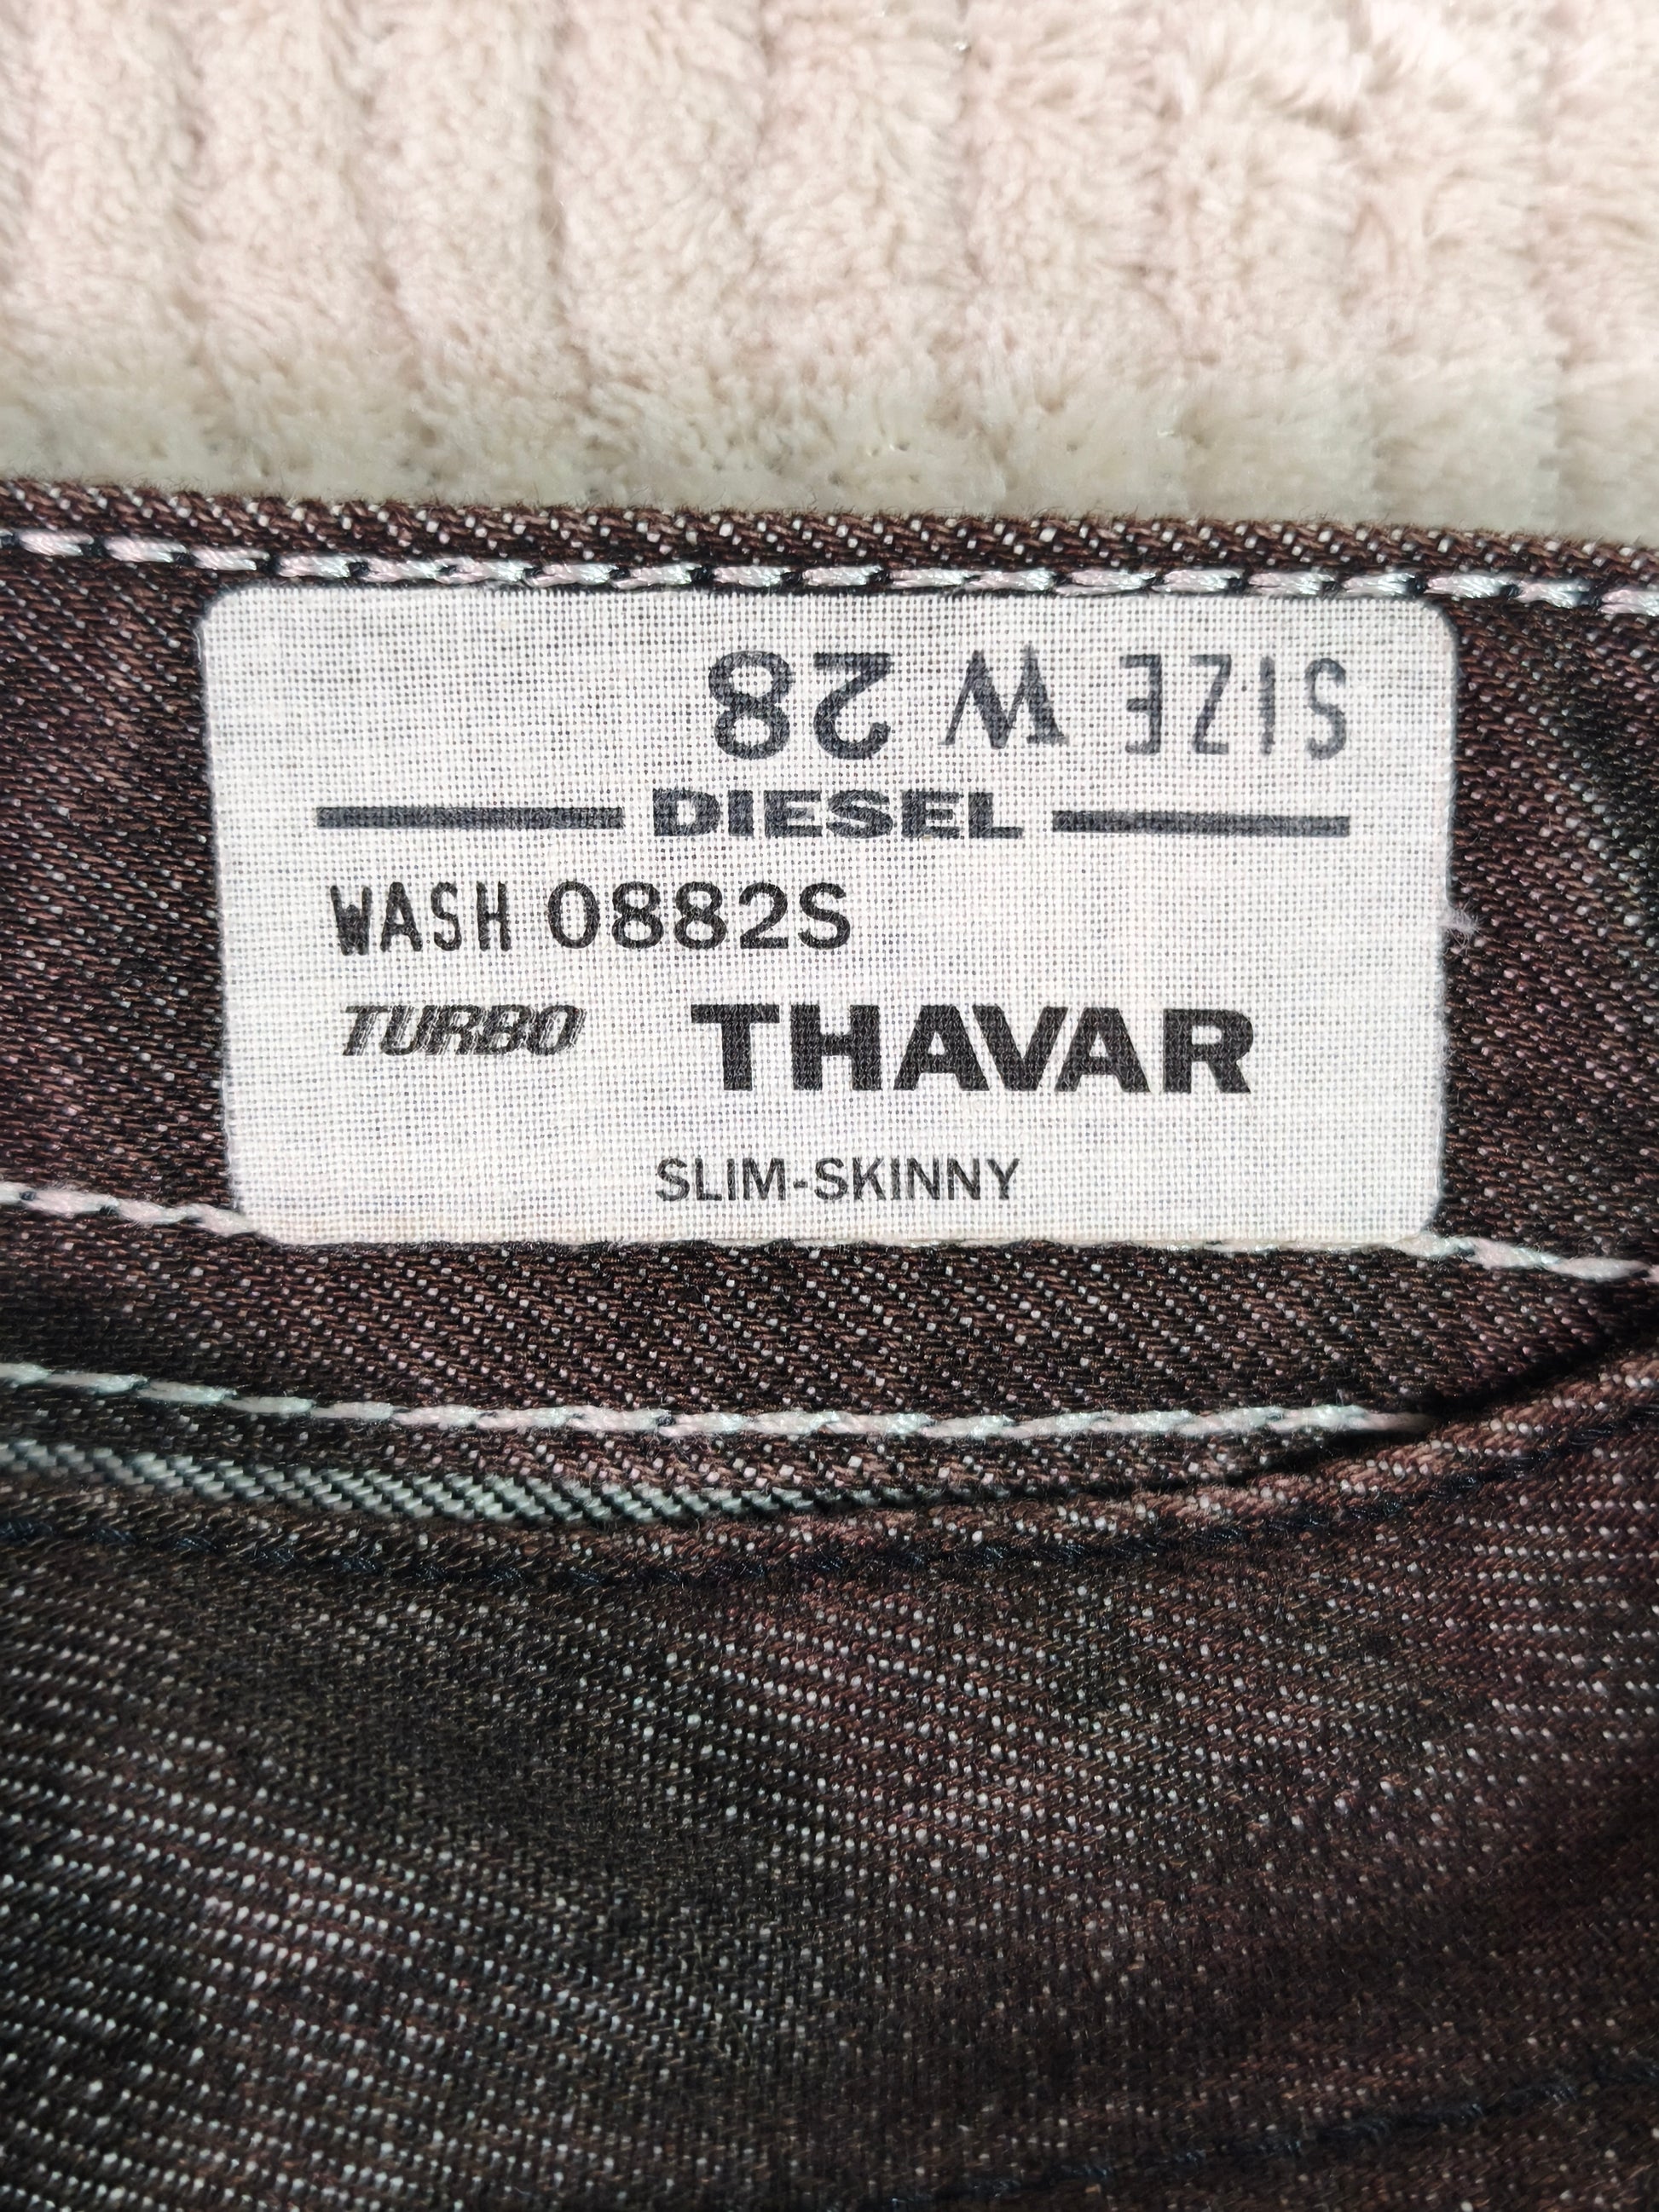 SIZE W 28
DIESEL
WASH 0882S
TURBO THAVAR
SLIM-SKINNY